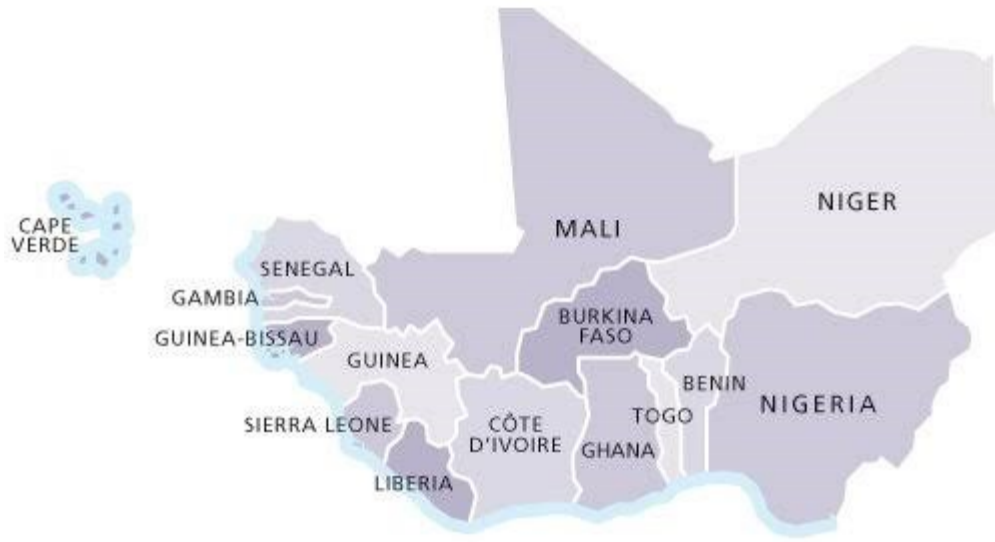 NIGER
CAPE
VERDE
MALI
SENEGAL
GAMBIA
BURKINA
FASO
GUINEA-BISSAU
GUINEA
BENIN
NIGERIA
TOGO
SIERRA LEONE
CÔTE
D'IVOIRE
GHANA
LIBERIA